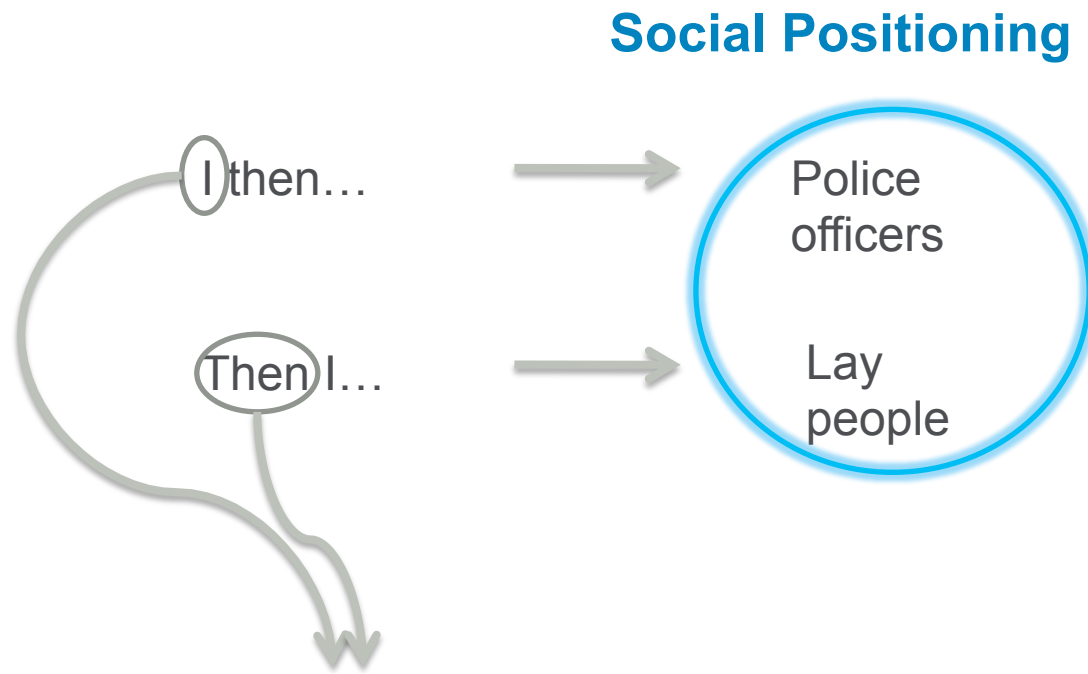 Social Positioning
I then…
Police
officers
Then I…
Lay
people